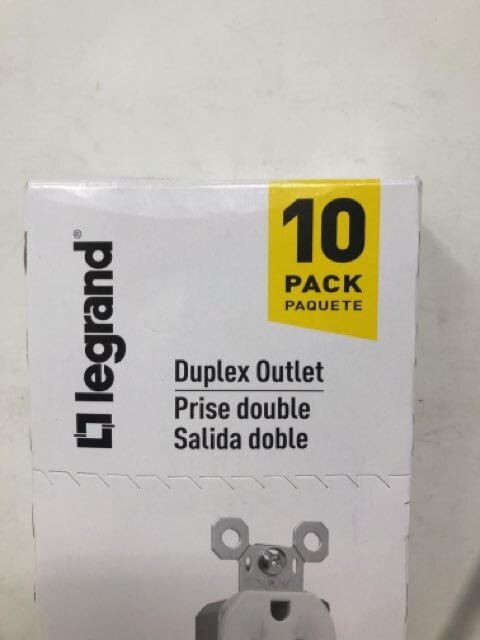 legrand®
10
PACK
PAQUETE
Duplex Outlet
Prise double
Salida doble